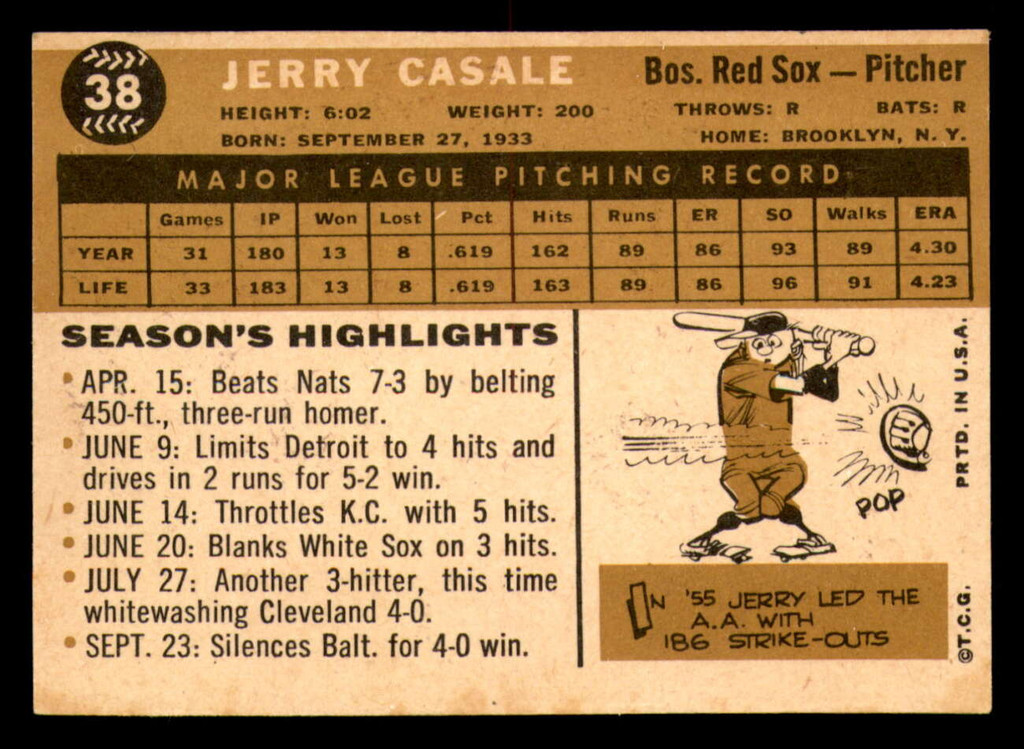 38
JERRY CASALE
Bos. Red Sox — Pitcher
HEIGHT: 6:02 WEIGHT: 200 THROWS: R BATS: R
BORN: SEPTEMBER 27, 1933 HOME: BROOKLYN, N. Y.
MAJOR LEAGUE PITCHING RECORD
Games IP Won Lost Pct Hits Runs ER SO Walks ERA
YEAR 31 180 13 8 .619 162 89 86 93 89 4.30
LIFE 33 183 13 8 .619 163 89 86 96 91 4.23
SEASON'S HIGHLIGHTS
• APR. 15: Beats Nats 7-3 by belting
450-ft., three-run homer.
• JUNE 9: Limits Detroit to 4 hits and
drives in 2 runs for 5-2 win.
• JUNE 14: Throttles K.C. with 5 hits.
• JUNE 20: Blanks White Sox on 3 hits.
• JULY 27: Another 3-hitter, this time
whitewashing Cleveland 4-0.
• SEPT. 23: Silences Balt. for 4-0 win.
POP
IN '55 JERRY LED THE
A.A. WITH
186 STRIKE-OUTS
PRTD. IN U.S.A.
©T.C.G.